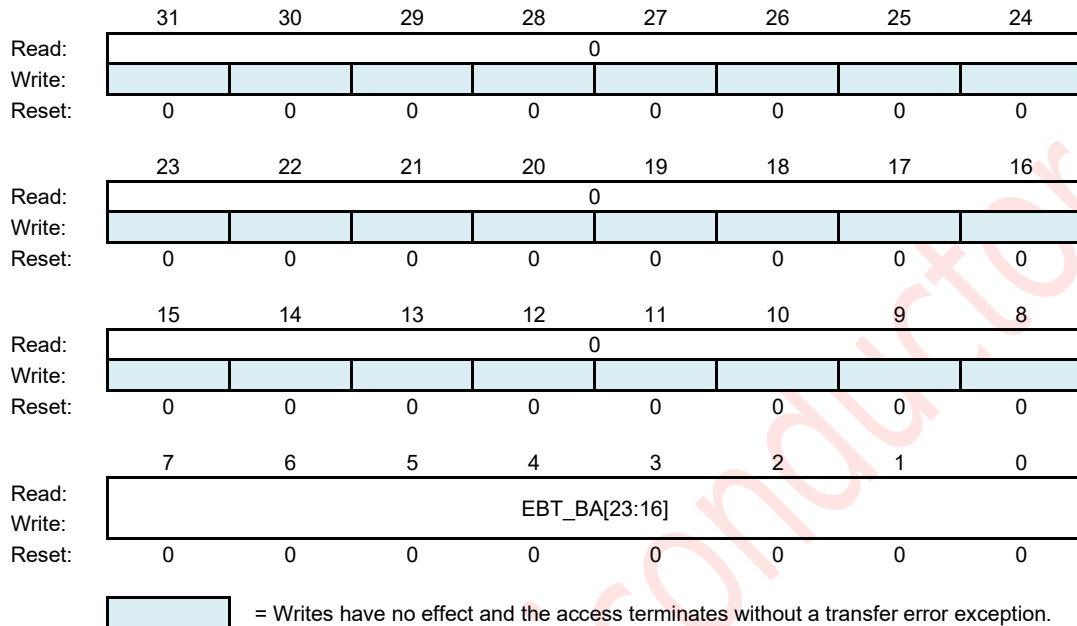 31 30 29 28 27 26 25 24
Read: 0
Write:
Reset: 0 0 0 0 0 0 0 0
23 22 21 20 19 18 17 16
Read: 0
Write:
Reset: 0 0 0 0 0 0 0 0
15 14 13 12 11 10 9 8
Read: 0
Write:
Reset: 0 0 0 0 0 0 0 0
7 6 5 4 3 2 1 0
Read:
EBT_BA[23:16]
Write:
Reset: 0 0 0 0 0 0 0 0
= Writes have no effect and the access terminates without a transfer error exception.